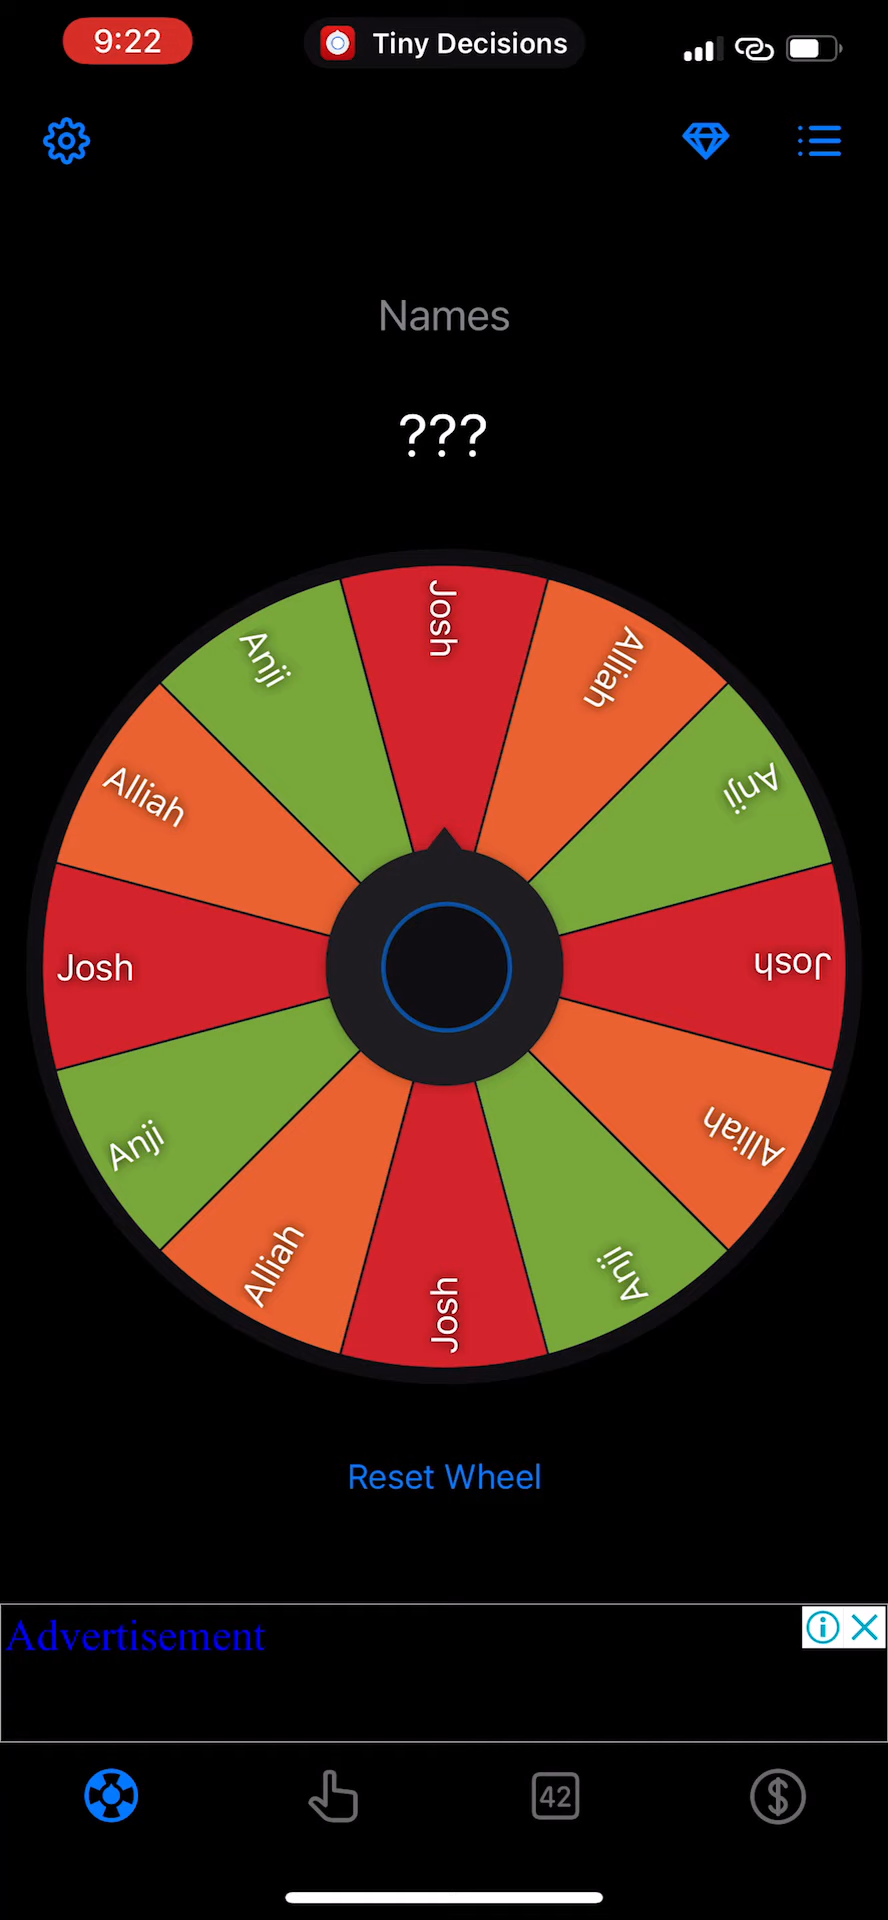 9:22
Tiny Decisions
Names
???
Josh
Alliah
Anji
Josh
Alliah
Anji
Josh
Alliah
Anji
Josh
Alliah
Anji
Reset Wheel
Advertisement
42
$